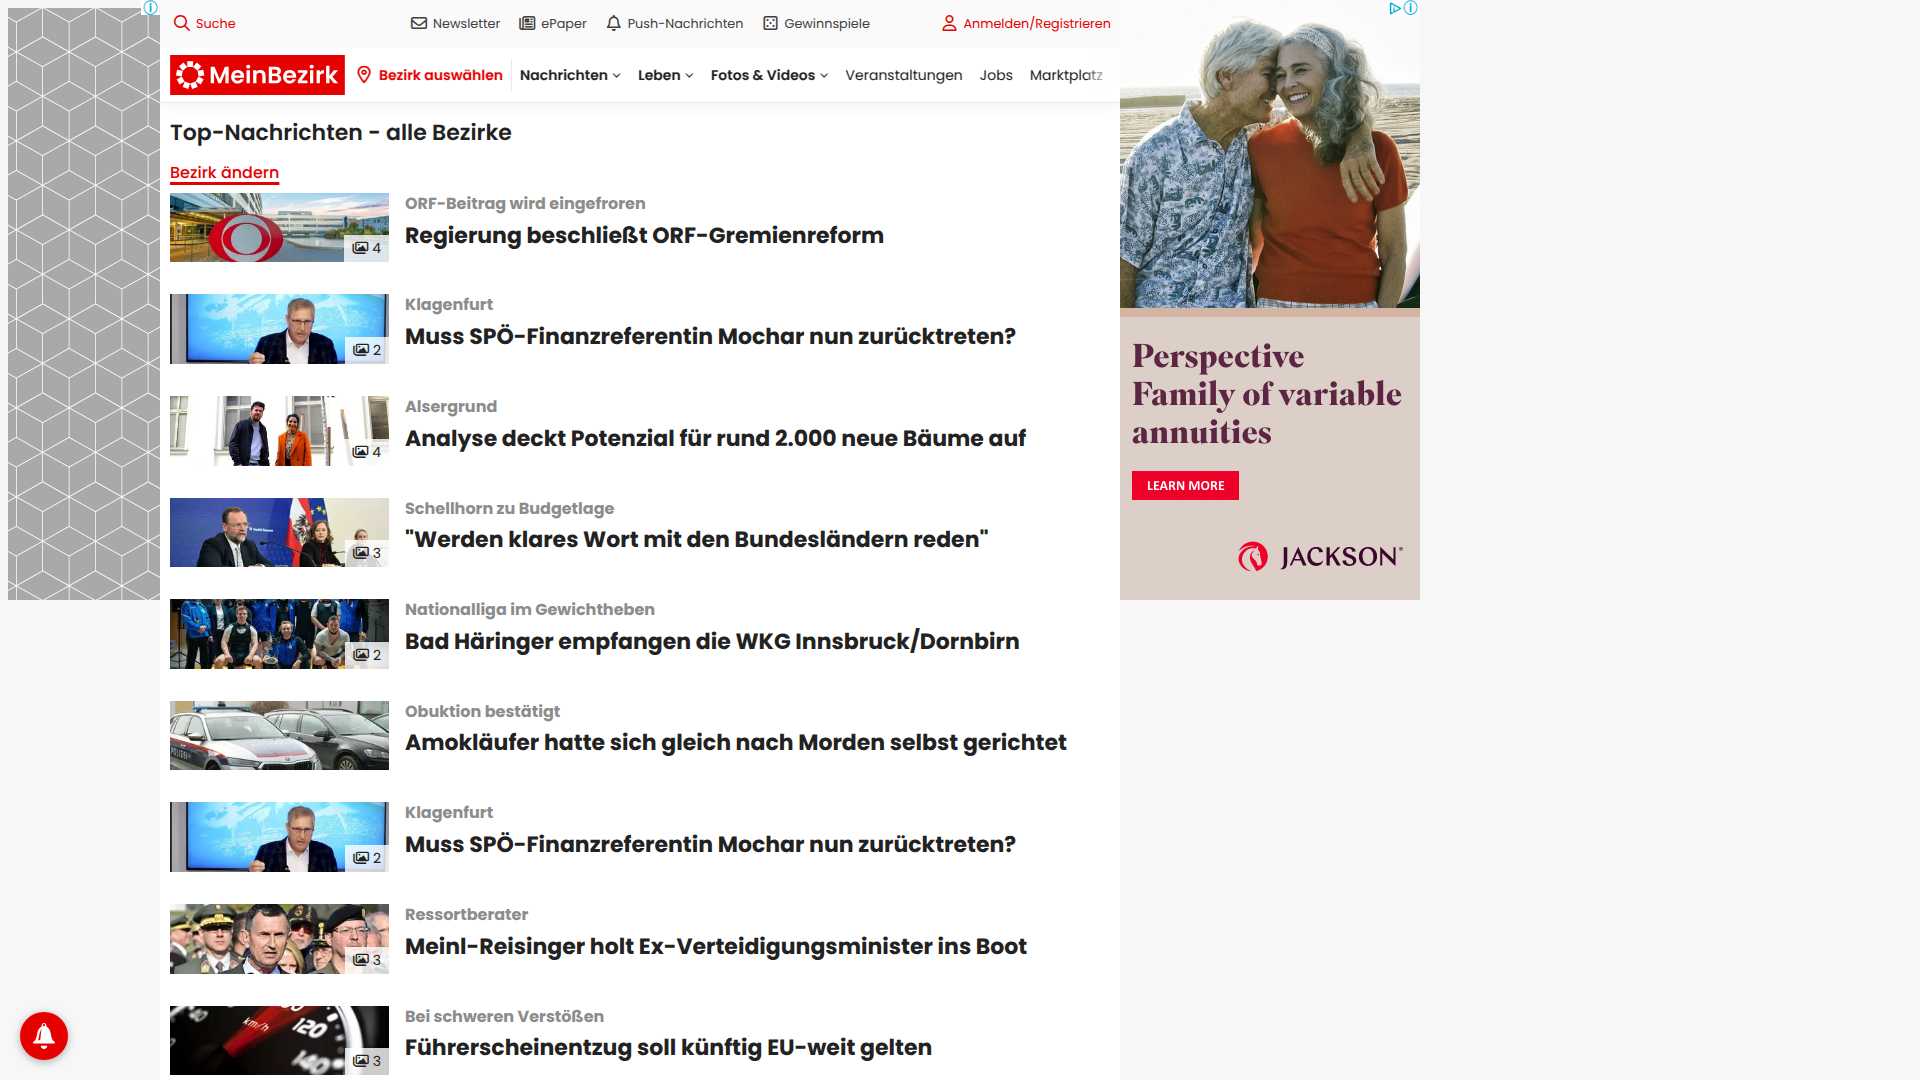 Suche
Newsletter
ePaper
Push-Nachrichten
Gewinnspiele
Anmelden/Registrieren
MeinBezirk
Bezirk auswählen
Nachrichten
Leben
Fotos & Videos
Veranstaltungen
Jobs
Marktplatz
Top-Nachrichten - alle Bezirke
Bezirk ändern
4
ORF-Beitrag wird eingefroren
Regierung beschließt ORF-Gremienreform
2
Klagenfurt
Muss SPÖ-Finanzreferentin Mochar nun zurücktreten?
4
Alsergrund
Analyse deckt Potenzial für rund 2.000 neue Bäume auf
3
Schellhorn zu Budgetlage
"Werden klares Wort mit den Bundesländern reden"
2
Nationalliga im Gewichtheben
Bad Häringer empfangen die WKG Innsbruck/Dornbirn
Obuktion bestätigt
Amokläufer hatte sich gleich nach Morden selbst gerichtet
2
Klagenfurt
Muss SPÖ-Finanzreferentin Mochar nun zurücktreten?
3
Ressortberater
Meinl-Reisinger holt Ex-Verteidigungsminister ins Boot
km/h
120
140
3
Bei schweren Verstößen
Führerscheinentzug soll künftig EU-weit gelten
Perspective
Family of variable
annuities
LEARN MORE
JACKSON®